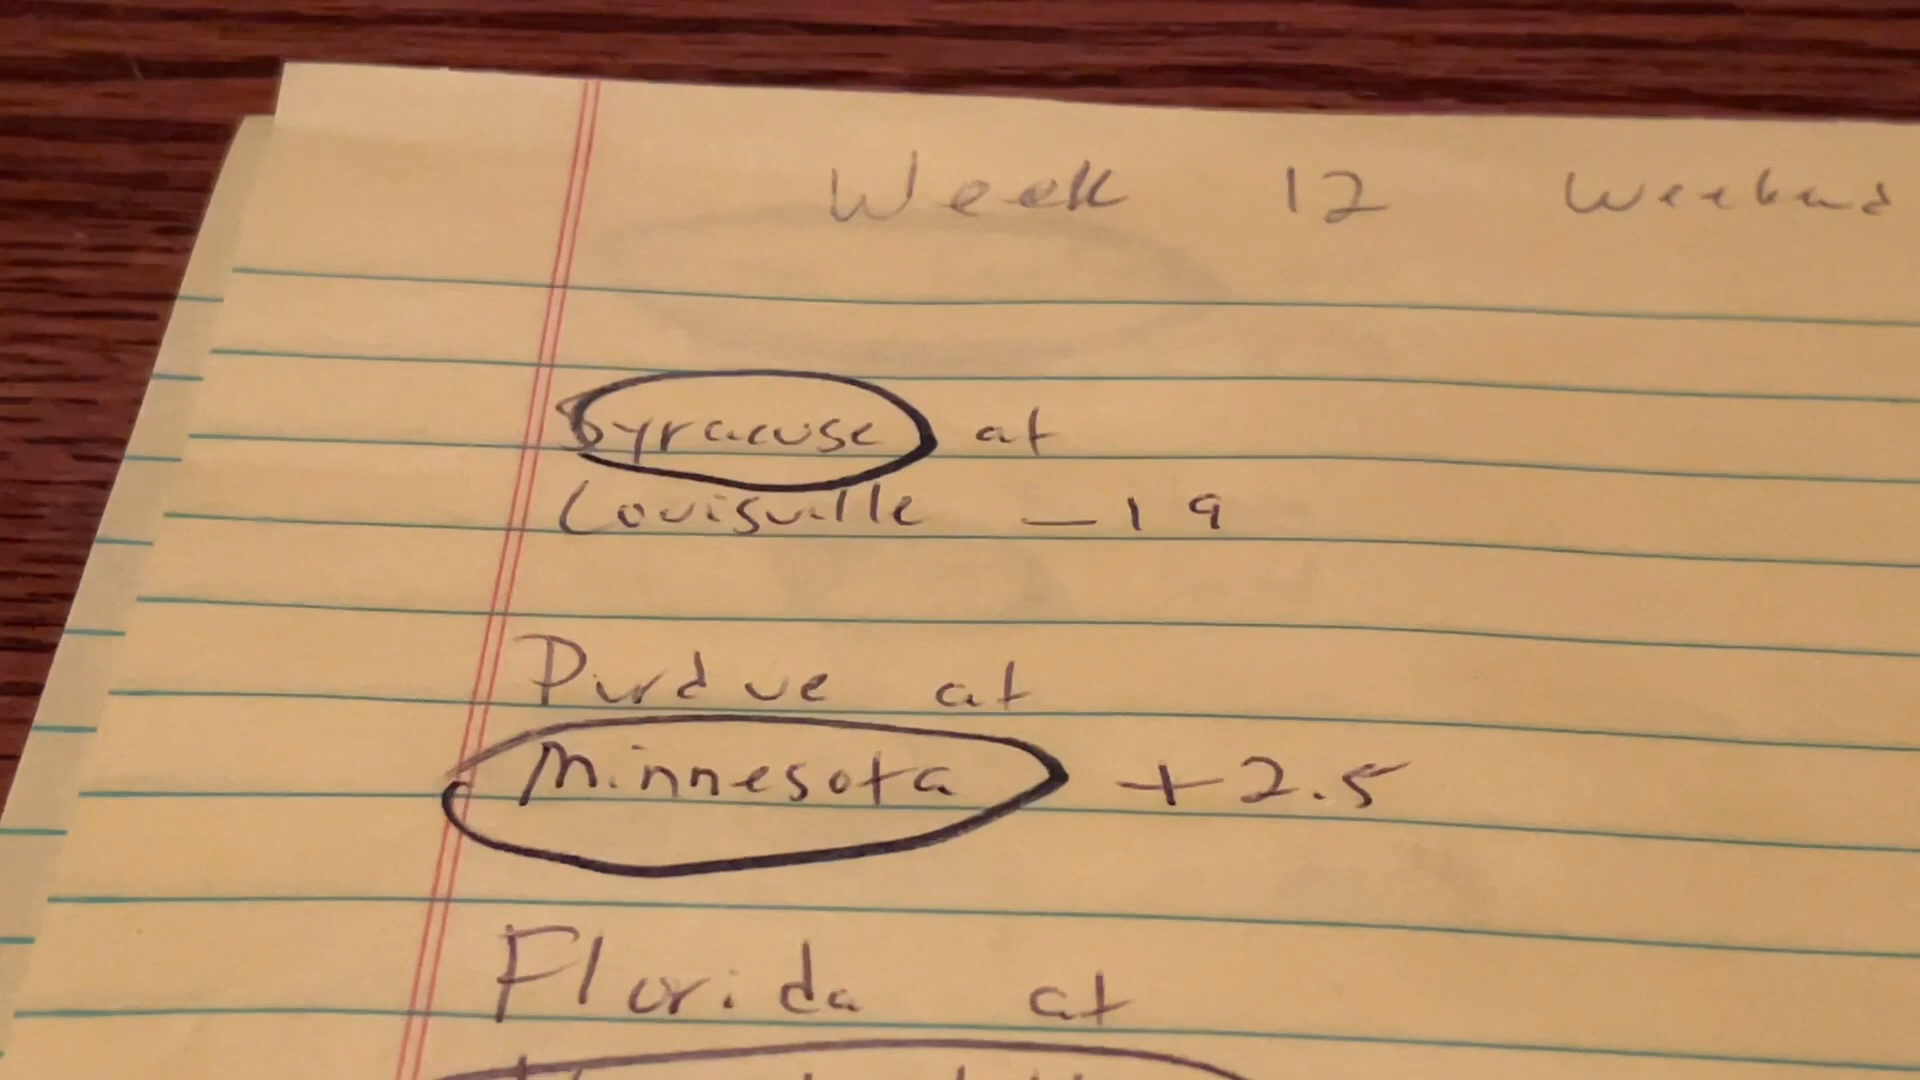 Week 12 Weekend
Syracuse at
Louisville -19
Purdue at
Minnesota +2.5
Florida at